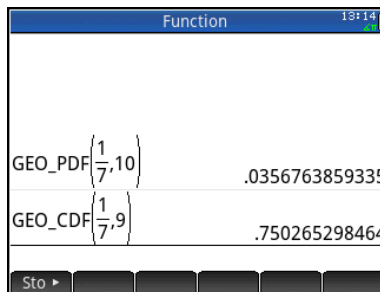 Function 13:14
∡π
GEO_PDF(1/7,10) .0356763859335
GEO_CDF(1/7,9) .750265298464
Sto ▸